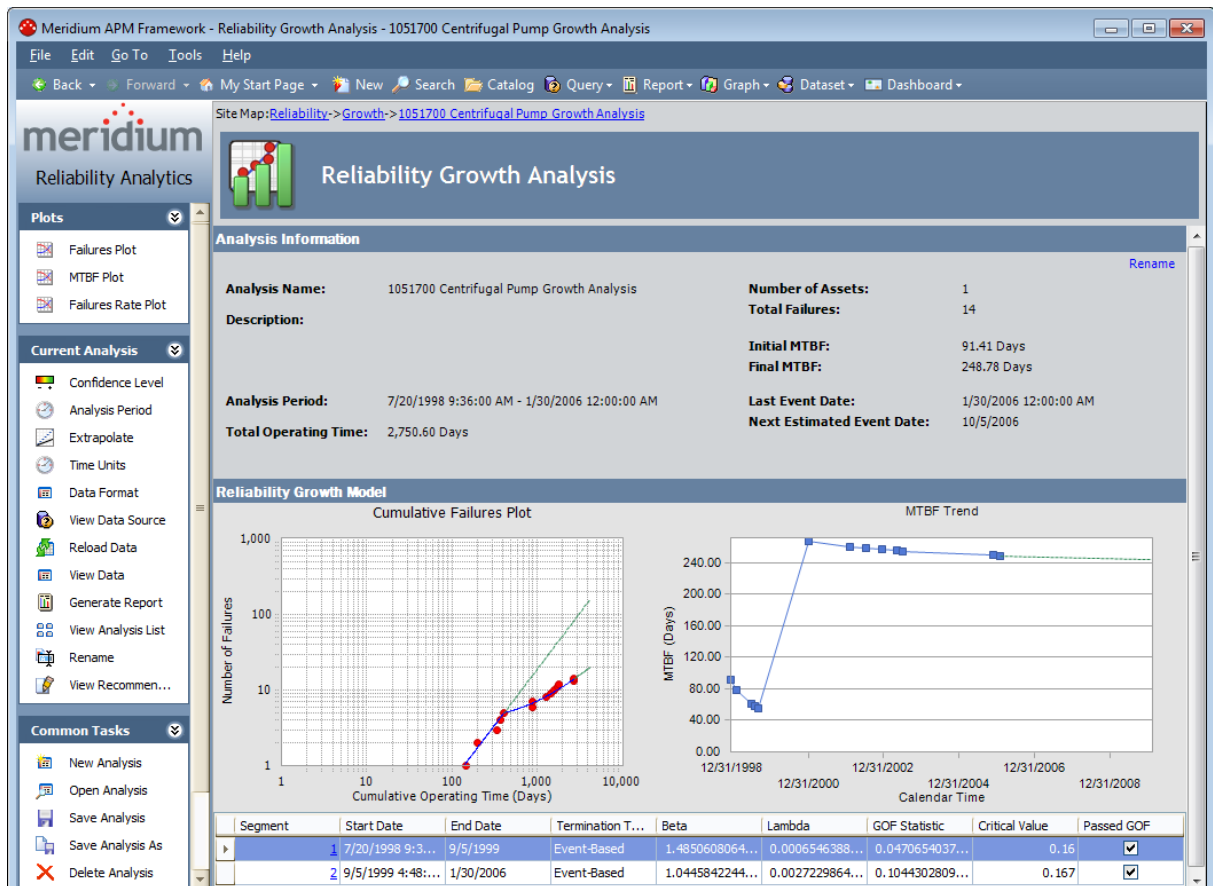 Meridium APM Framework - Reliability Growth Analysis - 1051700 Centrifugal Pump Growth Analysis
File Edit Go To Tools Help
Back Forward My Start Page New Search Catalog Query Report Graph Dataset Dashboard
meridium
Reliability Analytics
Plots
Failures Plot
MTBF Plot
Failures Rate Plot
Current Analysis
Confidence Level
Analysis Period
Extrapolate
Time Units
Data Format
View Data Source
Reload Data
View Data
Generate Report
View Analysis List
Rename
View Recommen...
Common Tasks
New Analysis
Open Analysis
Save Analysis
Save Analysis As
Delete Analysis
Site Map:Reliability->Growth->1051700 Centrifugal Pump Growth Analysis
Reliability Growth Analysis
Analysis Information
Rename
Analysis Name: 1051700 Centrifugal Pump Growth Analysis
Number of Assets: 1
Description:
Total Failures: 14
Initial MTBF: 91.41 Days
Final MTBF: 248.78 Days
Analysis Period: 7/20/1998 9:36:00 AM - 1/30/2006 12:00:00 AM
Last Event Date: 1/30/2006 12:00:00 AM
Total Operating Time: 2,750.60 Days
Next Estimated Event Date: 10/5/2006
Reliability Growth Model
Cumulative Failures Plot
Number of Failures
1,000
100
10
1
1 10 100 1,000 10,000
Cumulative Operating Time (Days)
MTBF Trend
MTBF (Days)
240.00
200.00
160.00
120.00
80.00
40.00
0.00
12/31/1998 12/31/2000 12/31/2002 12/31/2004 12/31/2006 12/31/2008
Calendar Time
Segment Start Date End Date Termination T... Beta Lambda GOF Statistic Critical Value Passed GOF
1 7/20/1998 9:3... 9/5/1999 Event-Based 1.4850608064... 0.0006546388... 0.0470654037... 0.16
2 9/5/1999 4:48:... 1/30/2006 Event-Based 1.0445842244... 0.0027229864... 0.1044302809... 0.167